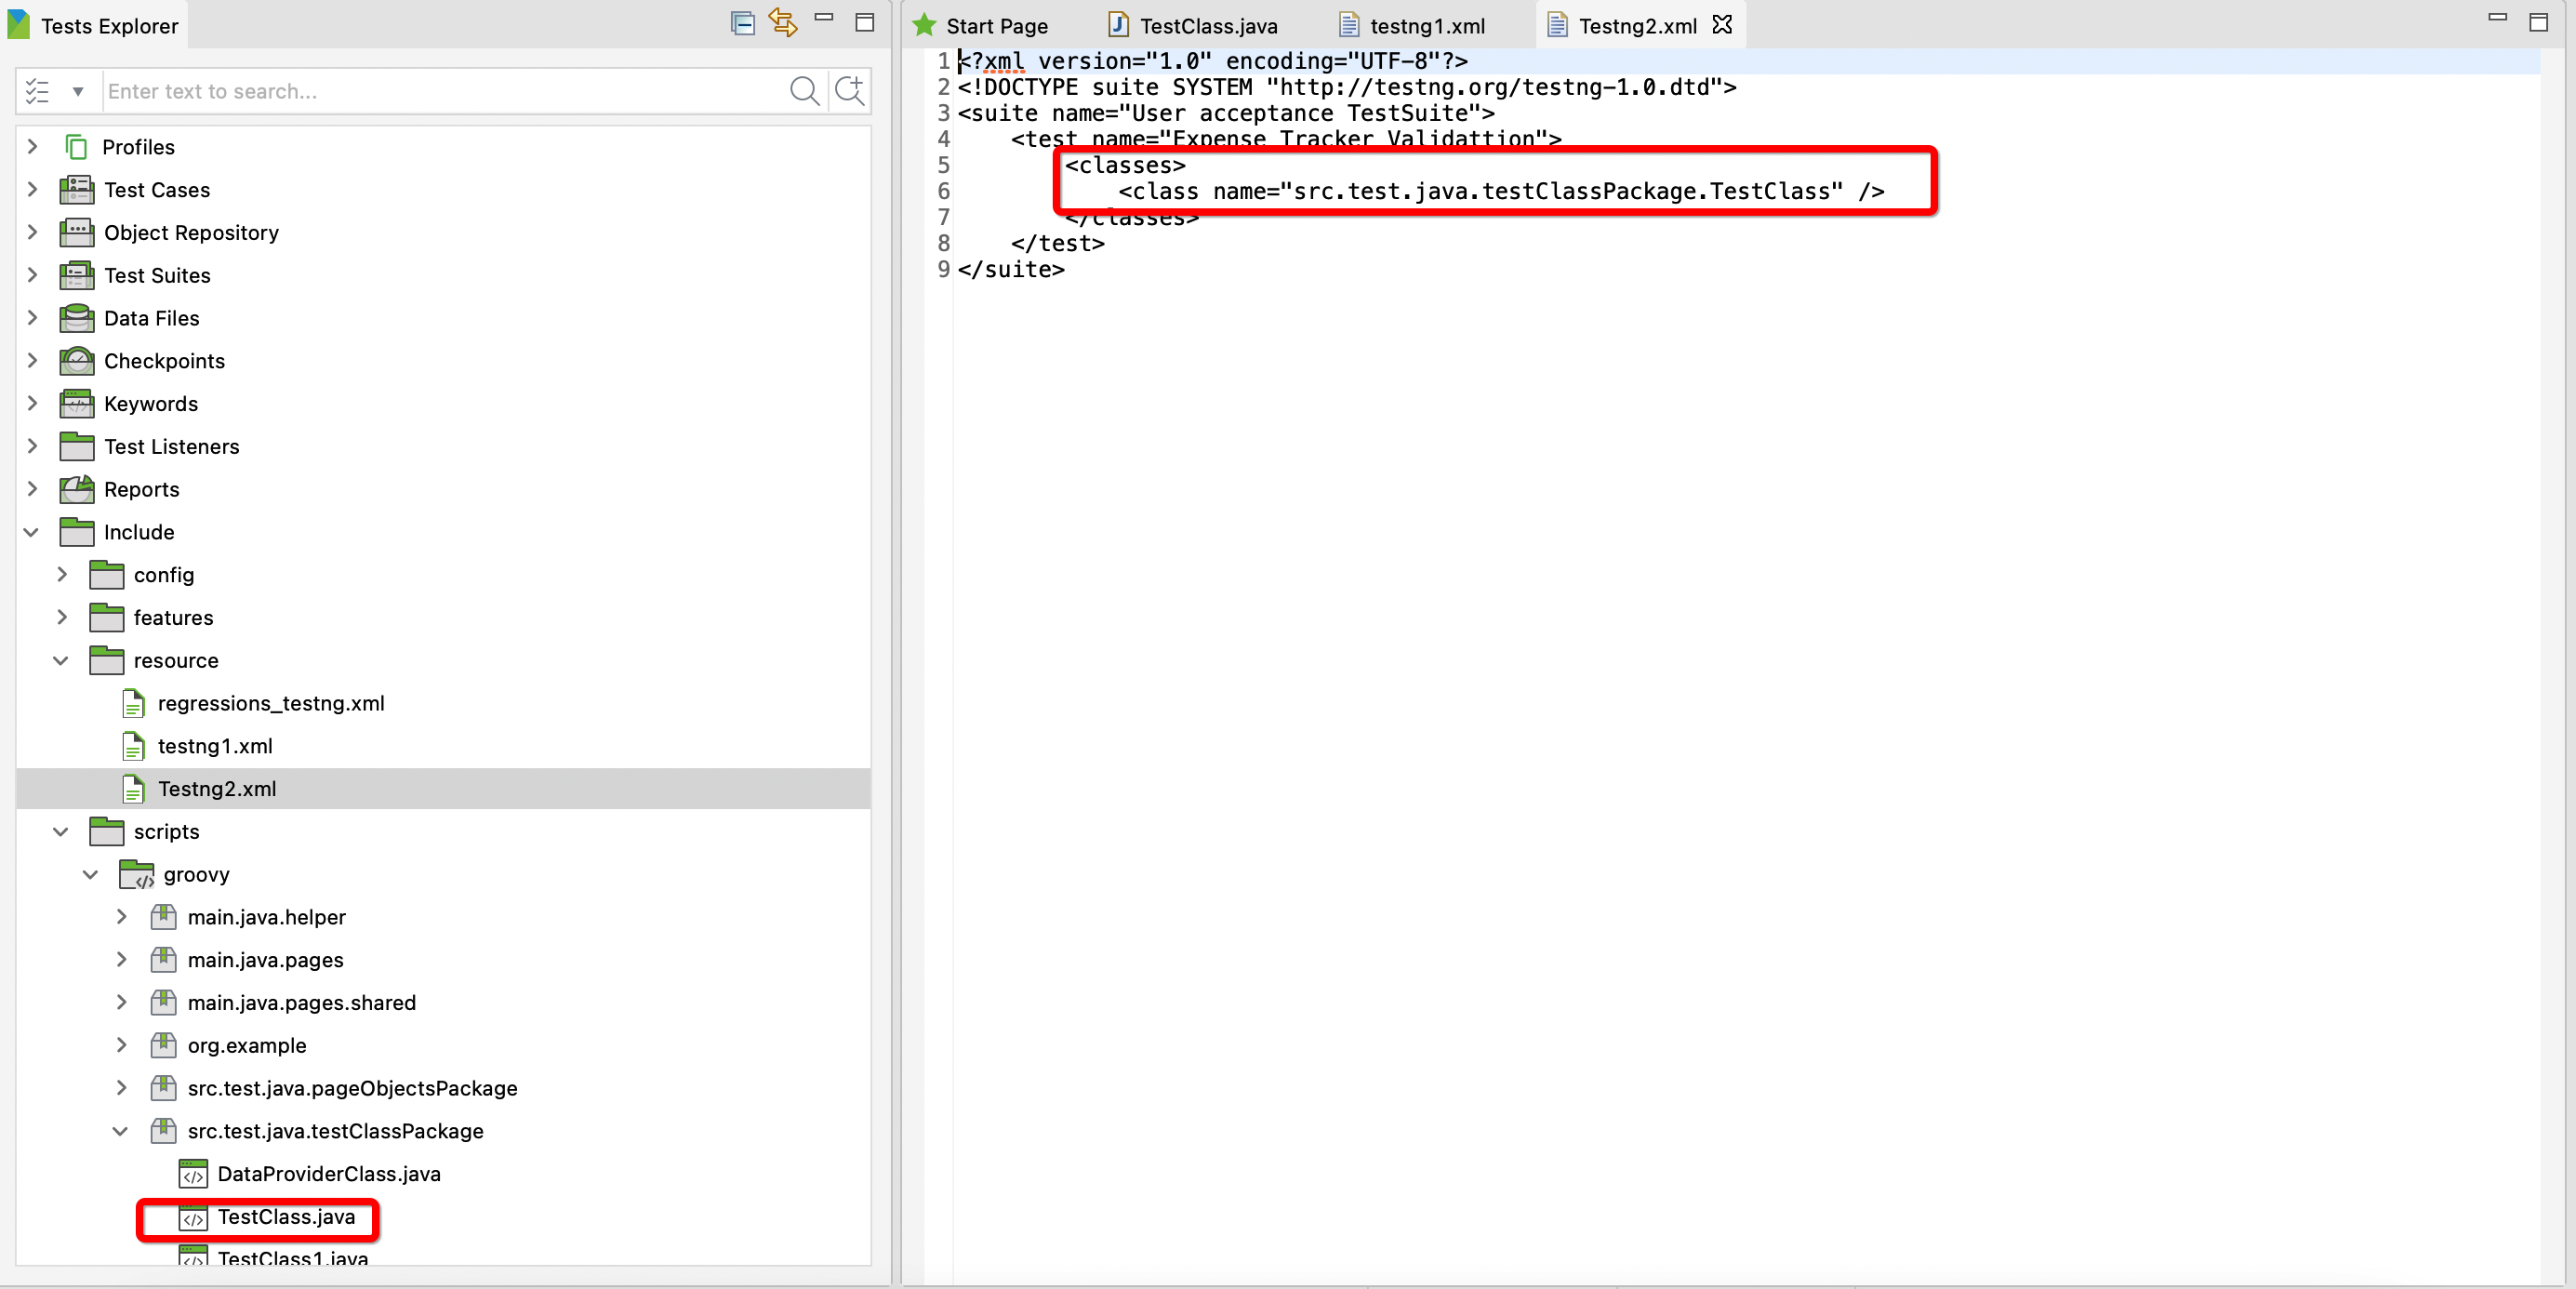 Tests Explorer
Enter text to search...
Profiles
Test Cases
Object Repository
Test Suites
Data Files
Checkpoints
Keywords
Test Listeners
Reports
Include
config
features
resource
regressions_testng.xml
testng1.xml
Testng2.xml
scripts
groovy
main.java.helper
main.java.pages
main.java.pages.shared
org.example
src.test.java.pageObjectsPackage
src.test.java.testClassPackage
DataProviderClass.java
TestClass.java
TestClass1.java
Start Page TestClass.java testng1.xml Testng2.xml
1 <?xml version="1.0" encoding="UTF-8"?>
2 <!DOCTYPE suite SYSTEM "http://testng.org/testng-1.0.dtd">
3 <suite name="User acceptance TestSuite">
4 <test name="Expense Tracker Validattion">
5 <classes>
6 <class name="src.test.java.testClassPackage.TestClass" />
7 </classes>
8 </test>
9 </suite>